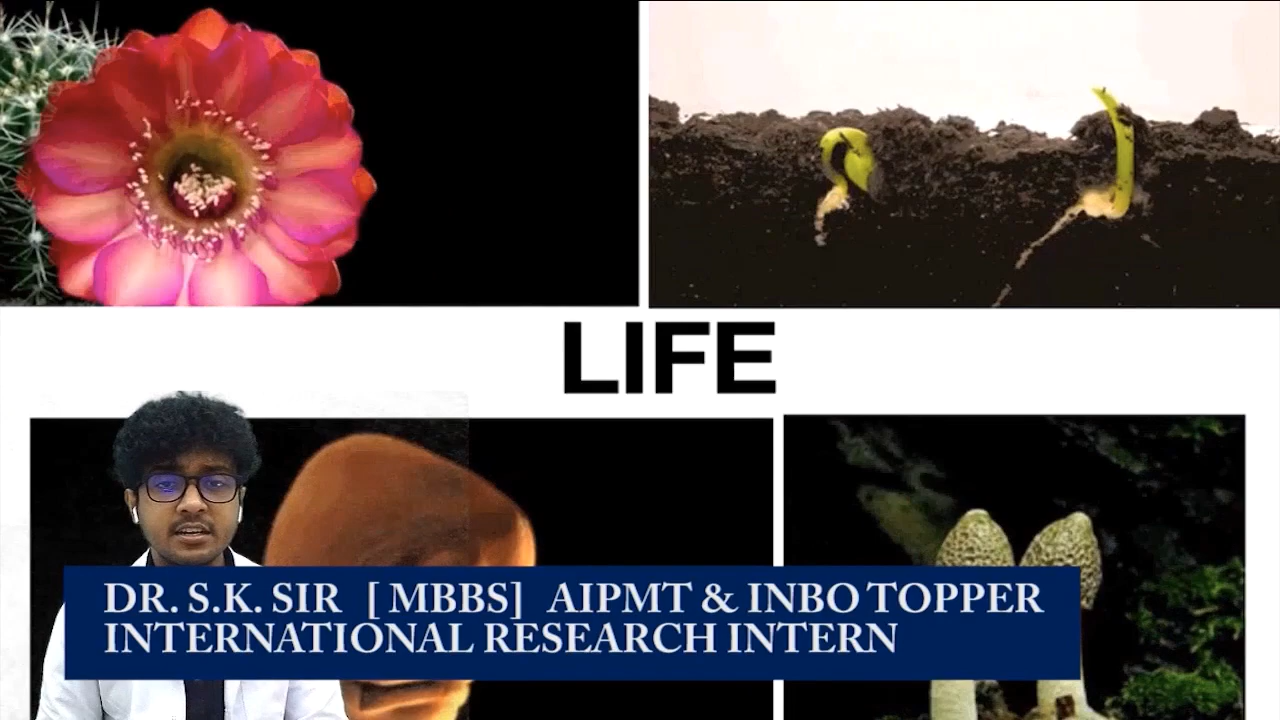 LIFE
DR. S.K. SIR [ MBBS] AIPMT & INBO TOPPER
INTERNATIONAL RESEARCH INTERN